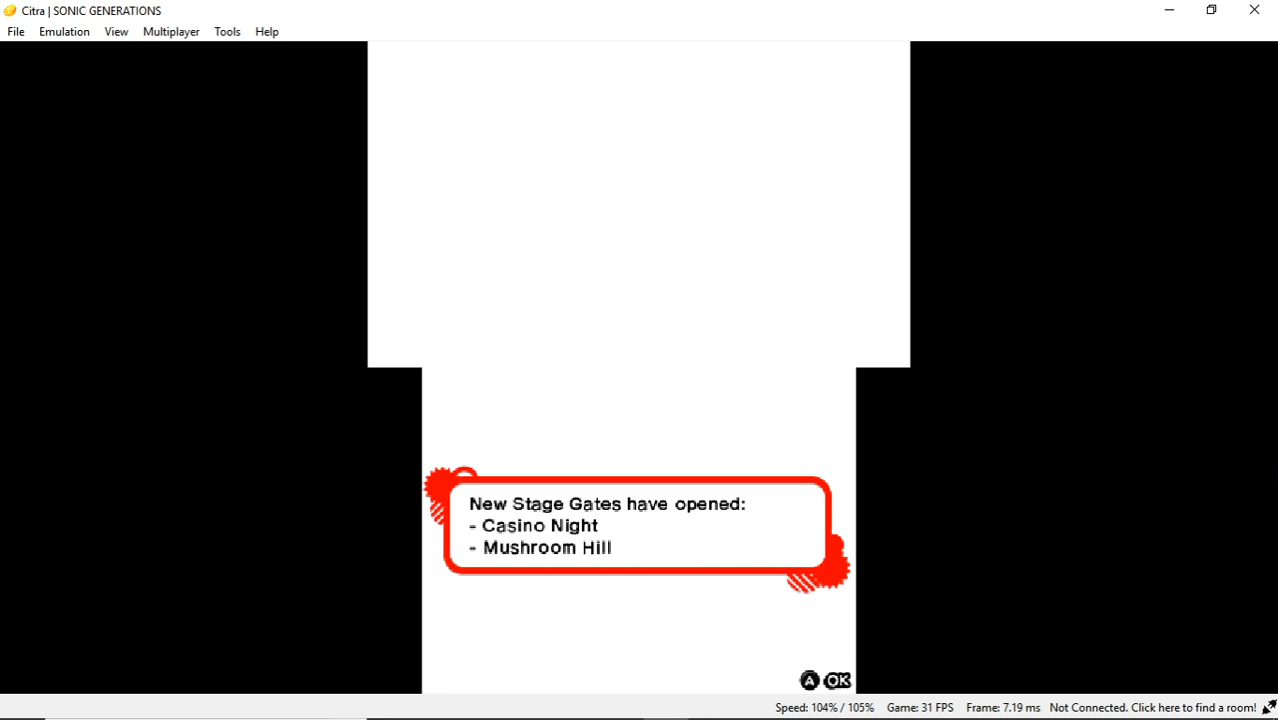 Citra | SONIC GENERATIONS
File Emulation View Multiplayer Tools Help
New Stage Gates have opened:
- Casino Night
- Mushroom Hill
A OK
Speed: 104% / 105% Game: 31 FPS Frame: 7.19 ms Not Connected. Click here to find a room!